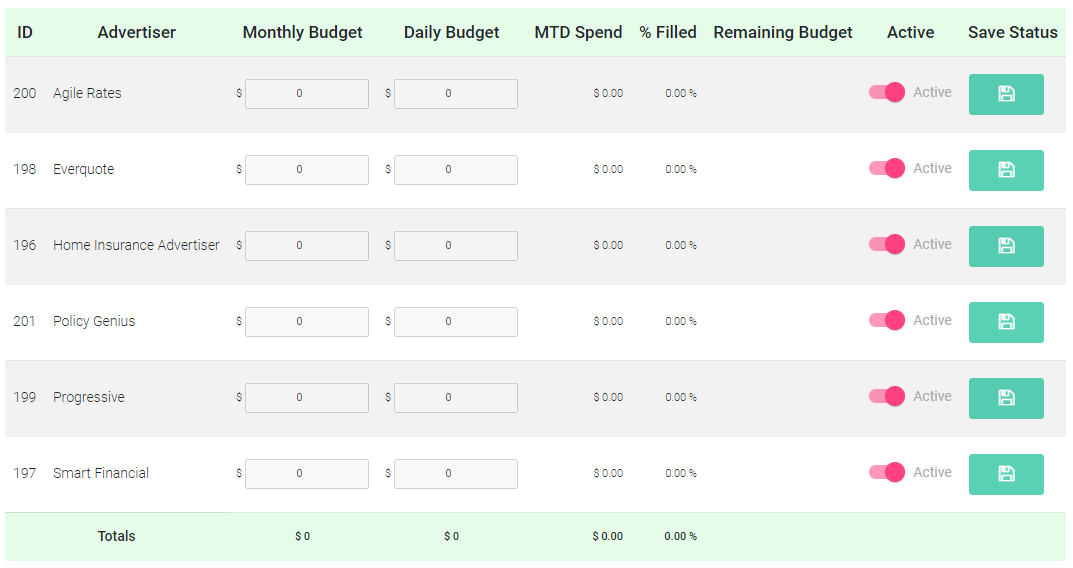 ID Advertiser Monthly Budget Daily Budget MTD Spend % Filled Remaining Budget Active Save Status
200 Agile Rates $ 0 $ 0 $ 0.00 0.00 % Active
198 Everquote $ 0 $ 0 $ 0.00 0.00 % Active
196 Home Insurance Advertiser $ 0 $ 0 $ 0.00 0.00 % Active
201 Policy Genius $ 0 $ 0 $ 0.00 0.00 % Active
199 Progressive $ 0 $ 0 $ 0.00 0.00 % Active
197 Smart Financial $ 0 $ 0 $ 0.00 0.00 % Active
Totals $ 0 $ 0 $ 0.00 0.00 %